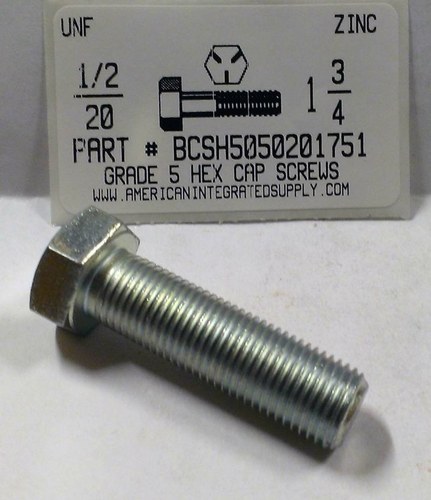 UNF ZINC
1/2
20
1 3/4
PART # BCSH5050201751
GRADE 5 HEX CAP SCREWS
WWW.AMERICANINTEGRATEDSUPPLY.COM